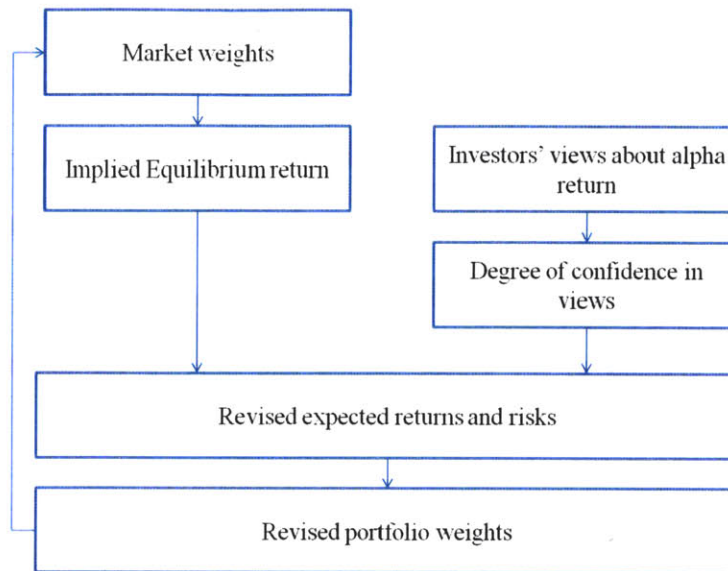 Market weights
Implied Equilibrium return
Investors' views about alpha
return
Degree of confidence in
views
Revised expected returns and risks
Revised portfolio weights